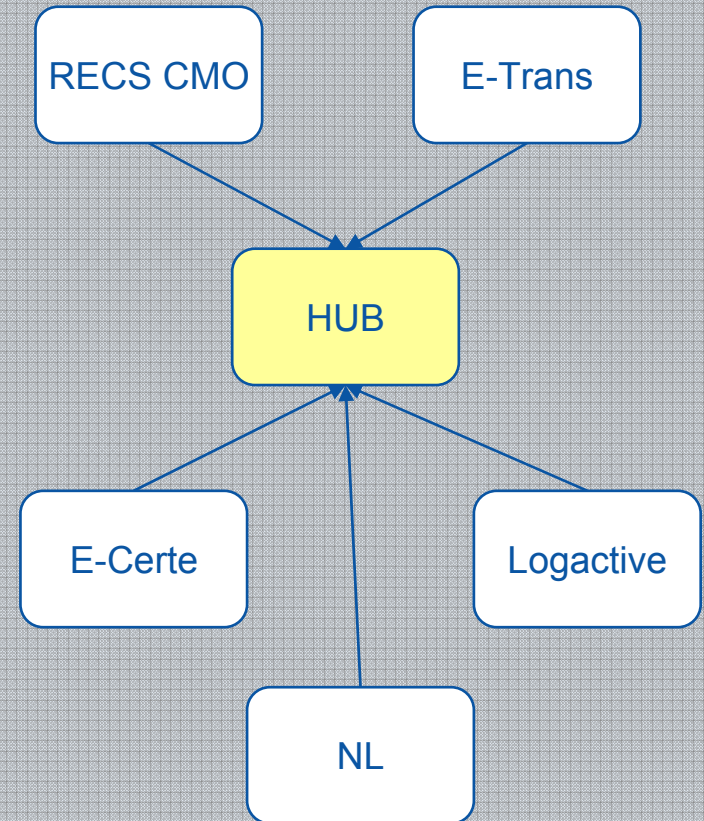 RECS CMO
E-Trans
HUB
E-Certe
Logactive
NL